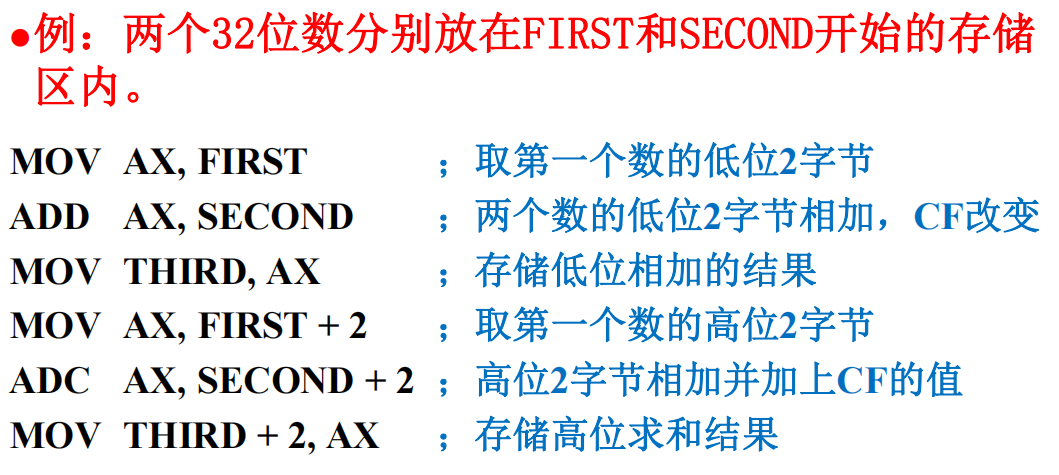 ●例：两个32位数分别放在FIRST和SECOND开始的存储
区内。
MOV AX, FIRST ；取第一个数的低位2字节
ADD AX, SECOND ；两个数的低位2字节相加，CF改变
MOV THIRD, AX ；存储低位相加的结果
MOV AX, FIRST + 2 ；取第一个数的高位2字节
ADC AX, SECOND + 2 ；高位2字节相加并加上CF的值
MOV THIRD + 2, AX ；存储高位求和结果